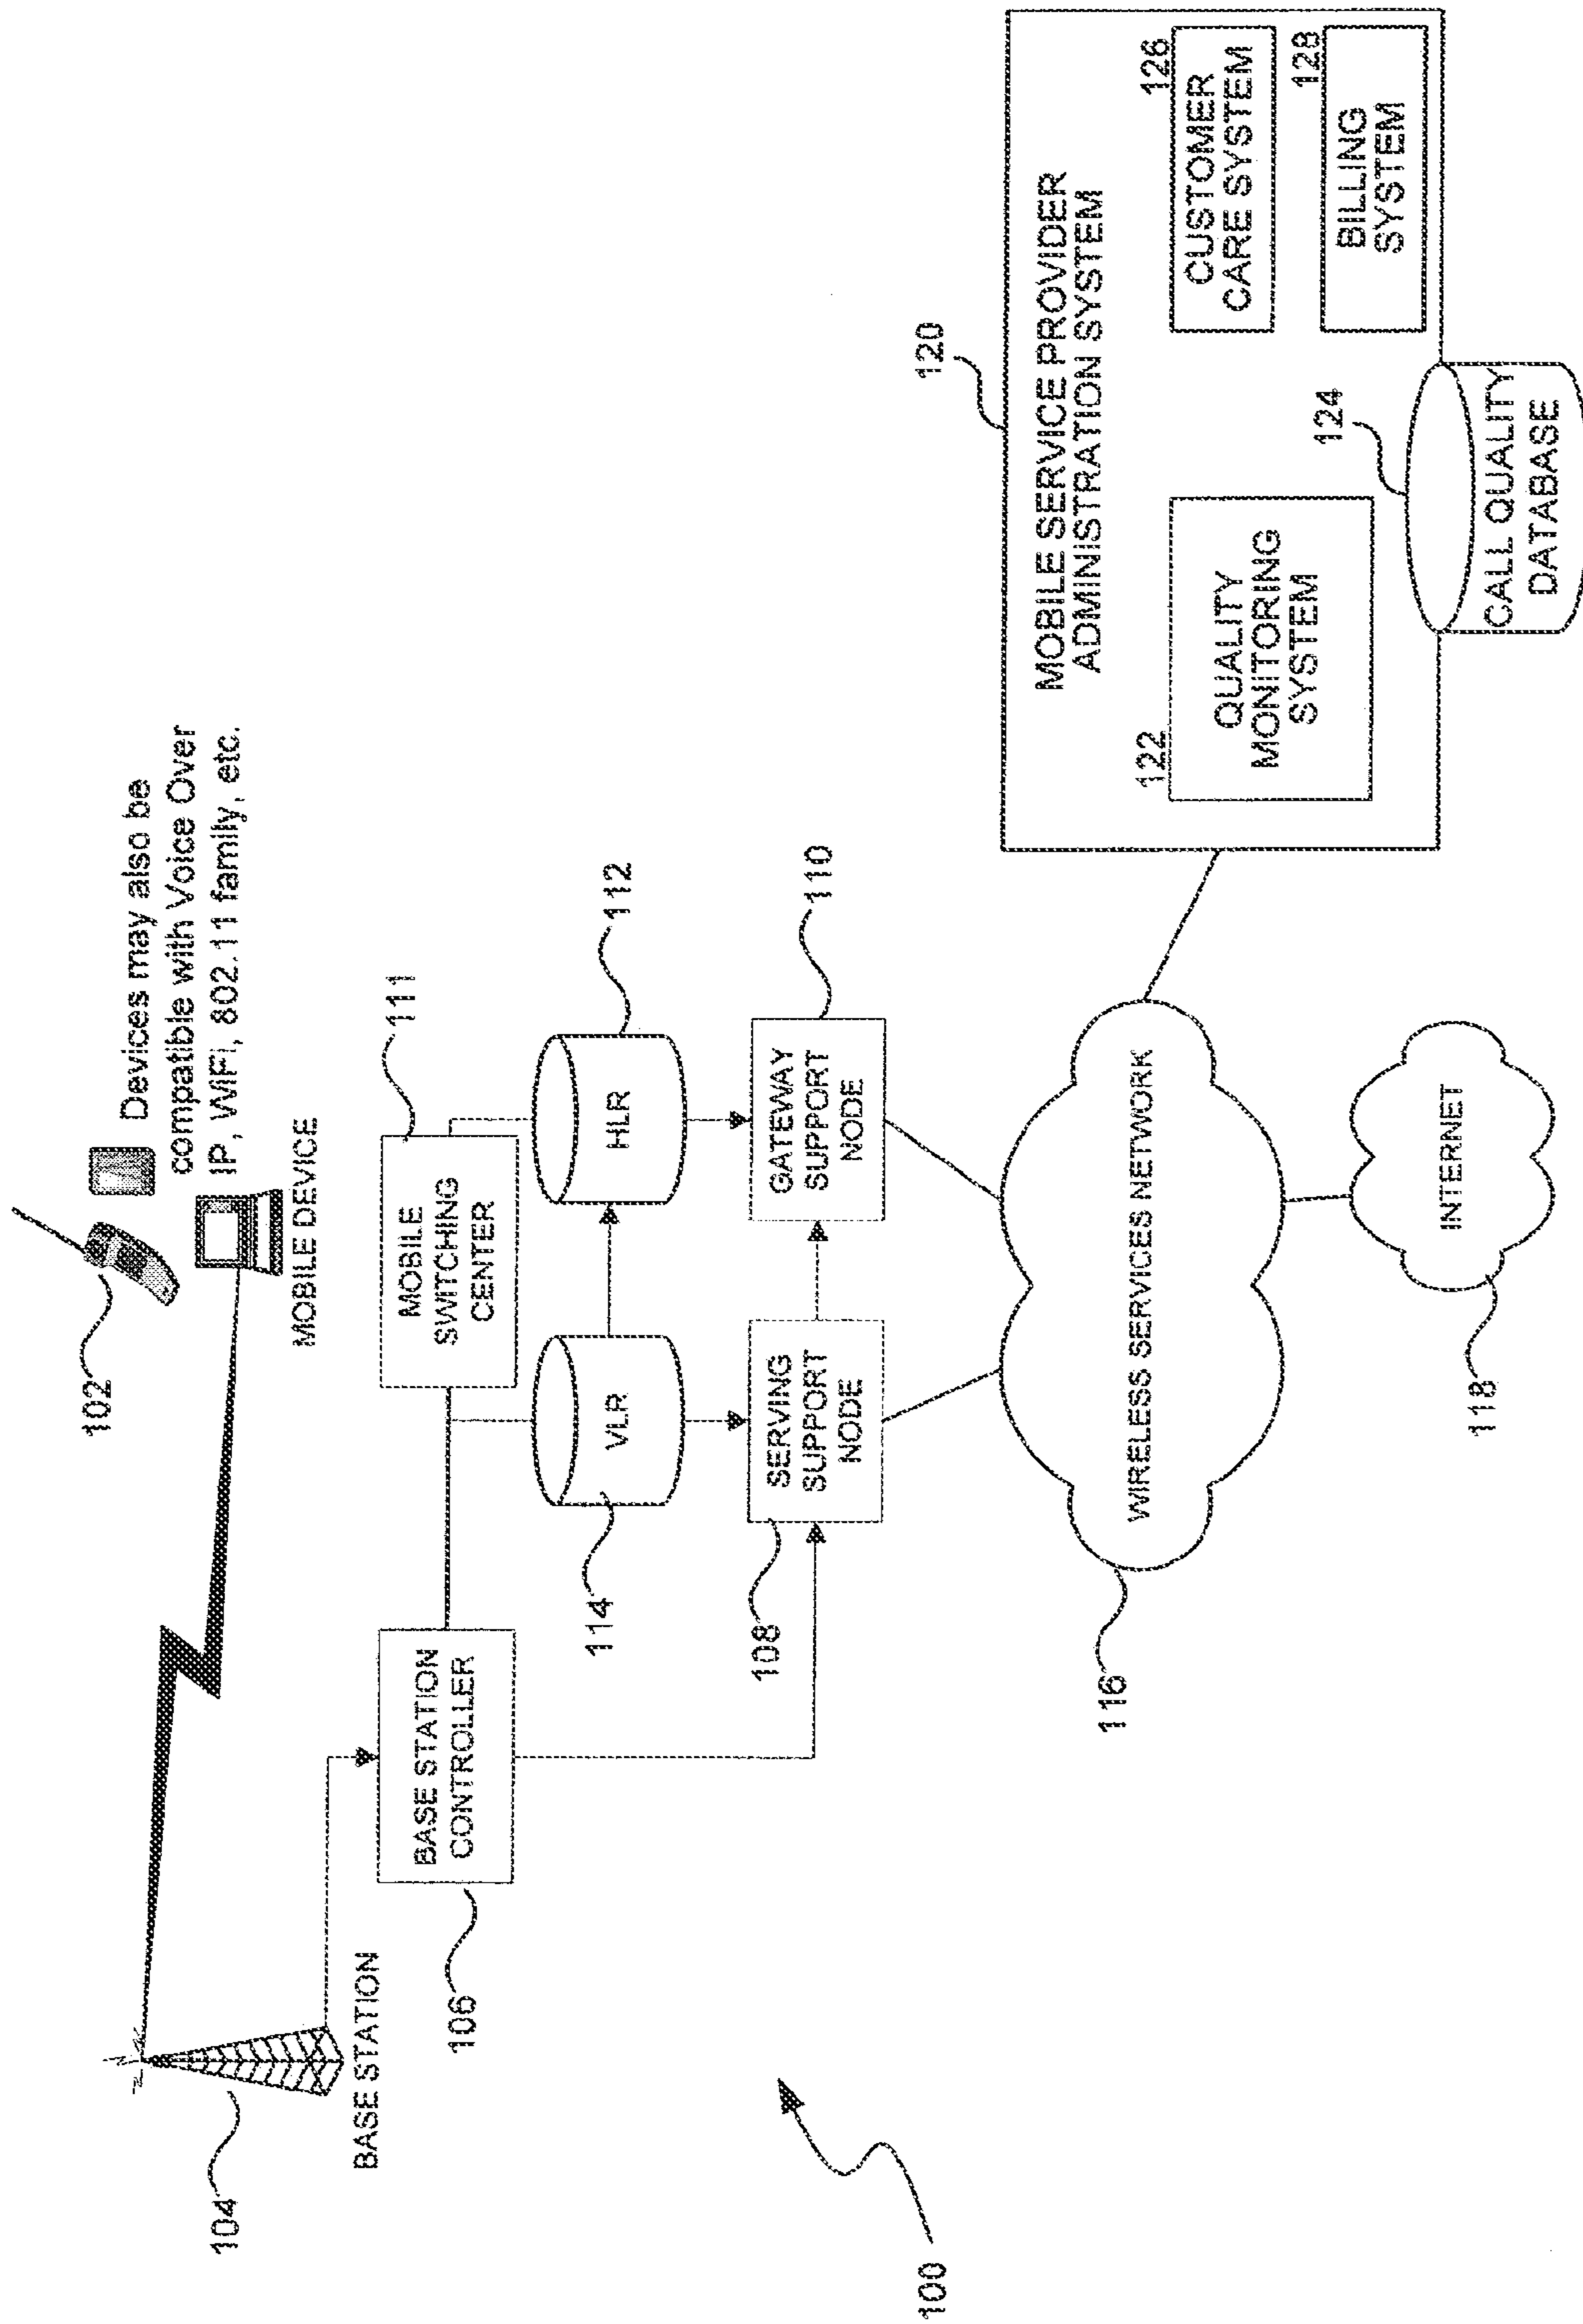 102
Devices may also be
compatible with Voice Over
IP, WiFi, 802.11 family, etc.
MOBILE DEVICE
104
BASE STATION
106
BASE STATION
CONTROLLER
111
MOBILE
SWITCHING
CENTER
114
VLR
HLR
112
108
SERVING
SUPPORT
NODE
GATEWAY
SUPPORT
NODE
110
100
116
WIRELESS SERVICES NETWORK
118
INTERNET
120
MOBILE SERVICE PROVIDER
ADMINISTRATION SYSTEM
122
QUALITY
MONITORING
SYSTEM
126
CUSTOMER
CARE SYSTEM
128
BILLING
SYSTEM
124
CALL QUALITY
DATABASE